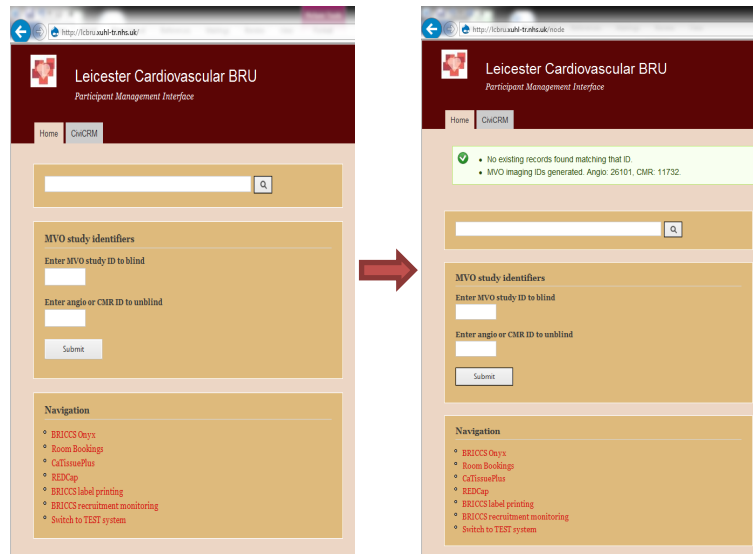 http://lcbru.xuhl-tr.nhs.uk/
Leicester Cardiovascular BRU
Participant Management Interface
Home CiviCRM
MVO study identifiers
Enter MVO study ID to blind
Enter angio or CMR ID to unblind
Submit
Navigation
BRICCS Onyx
Room Bookings
CaTissuePlus
REDCap
BRICCS label printing
BRICCS recruitment monitoring
Switch to TEST system
http://lcbru.xuhl-tr.nhs.uk/node
Leicester Cardiovascular BRU
Participant Management Interface
Home CiviCRM
No existing records found matching that ID.
MVO imaging IDs generated. Angio: 26101, CMR: 11732.
MVO study identifiers
Enter MVO study ID to blind
Enter angio or CMR ID to unblind
Submit
Navigation
BRICCS Onyx
Room Bookings
CaTissuePlus
REDCap
BRICCS label printing
BRICCS recruitment monitoring
Switch to TEST system